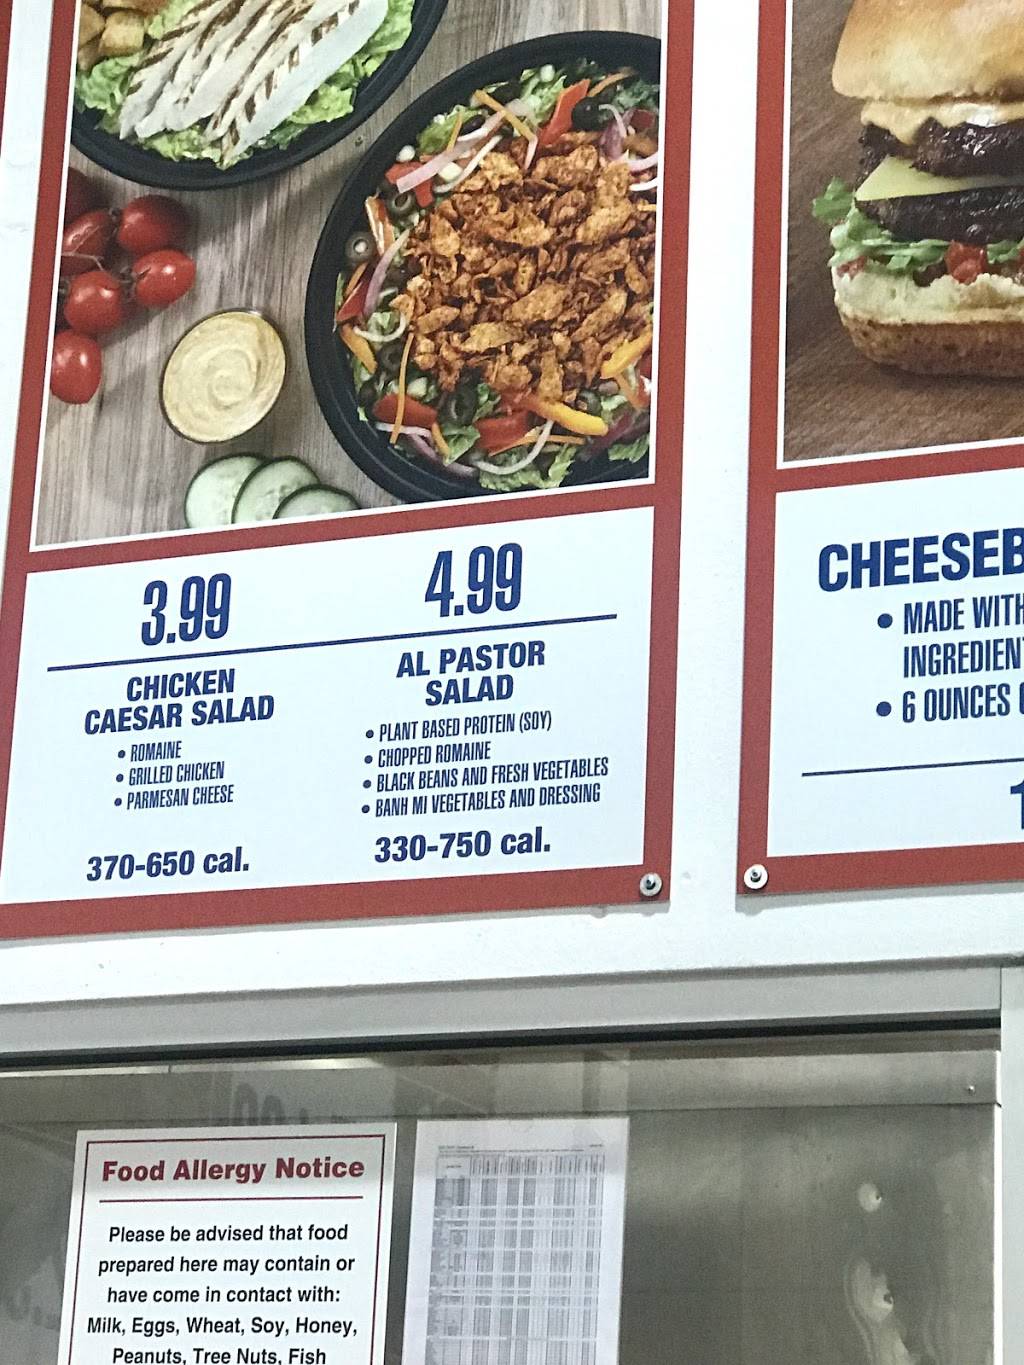 3.99
CHICKEN
CAESAR SALAD
• ROMAINE
• GRILLED CHICKEN
• PARMESAN CHEESE
370-650 cal.
4.99
AL PASTOR
SALAD
• PLANT BASED PROTEIN (SOY)
• CHOPPED ROMAINE
• BLACK BEANS AND FRESH VEGETABLES
• BANH MI VEGETABLES AND DRESSING
330-750 cal.
CHEESEB
• MADE WITH
INGREDIEN
• 6 OUNCES
1
Food Allergy Notice
Please be advised that food
prepared here may contain or
have come in contact with:
Milk, Eggs, Wheat, Soy, Honey,
Peanuts, Tree Nuts, Fish